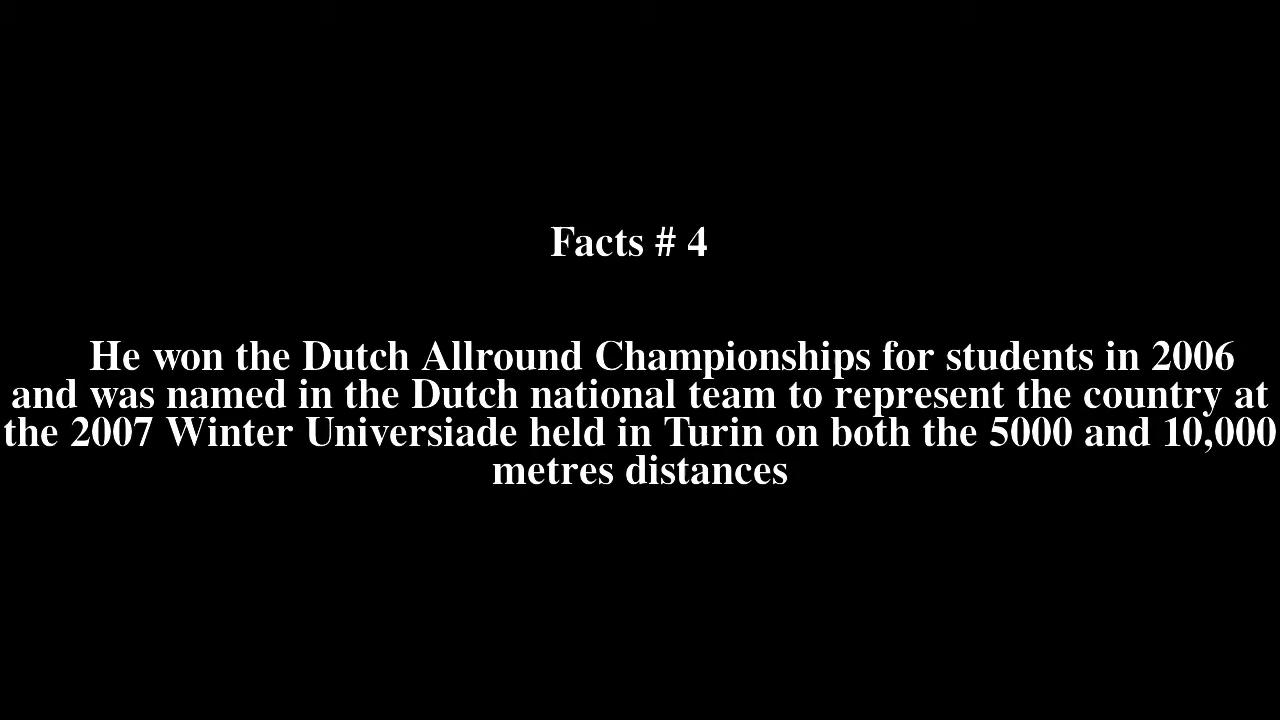 Facts # 4
He won the Dutch Allround Championships for students in 2006
and was named in the Dutch national team to represent the country at
the 2007 Winter Universiade held in Turin on both the 5000 and 10,000
metres distances